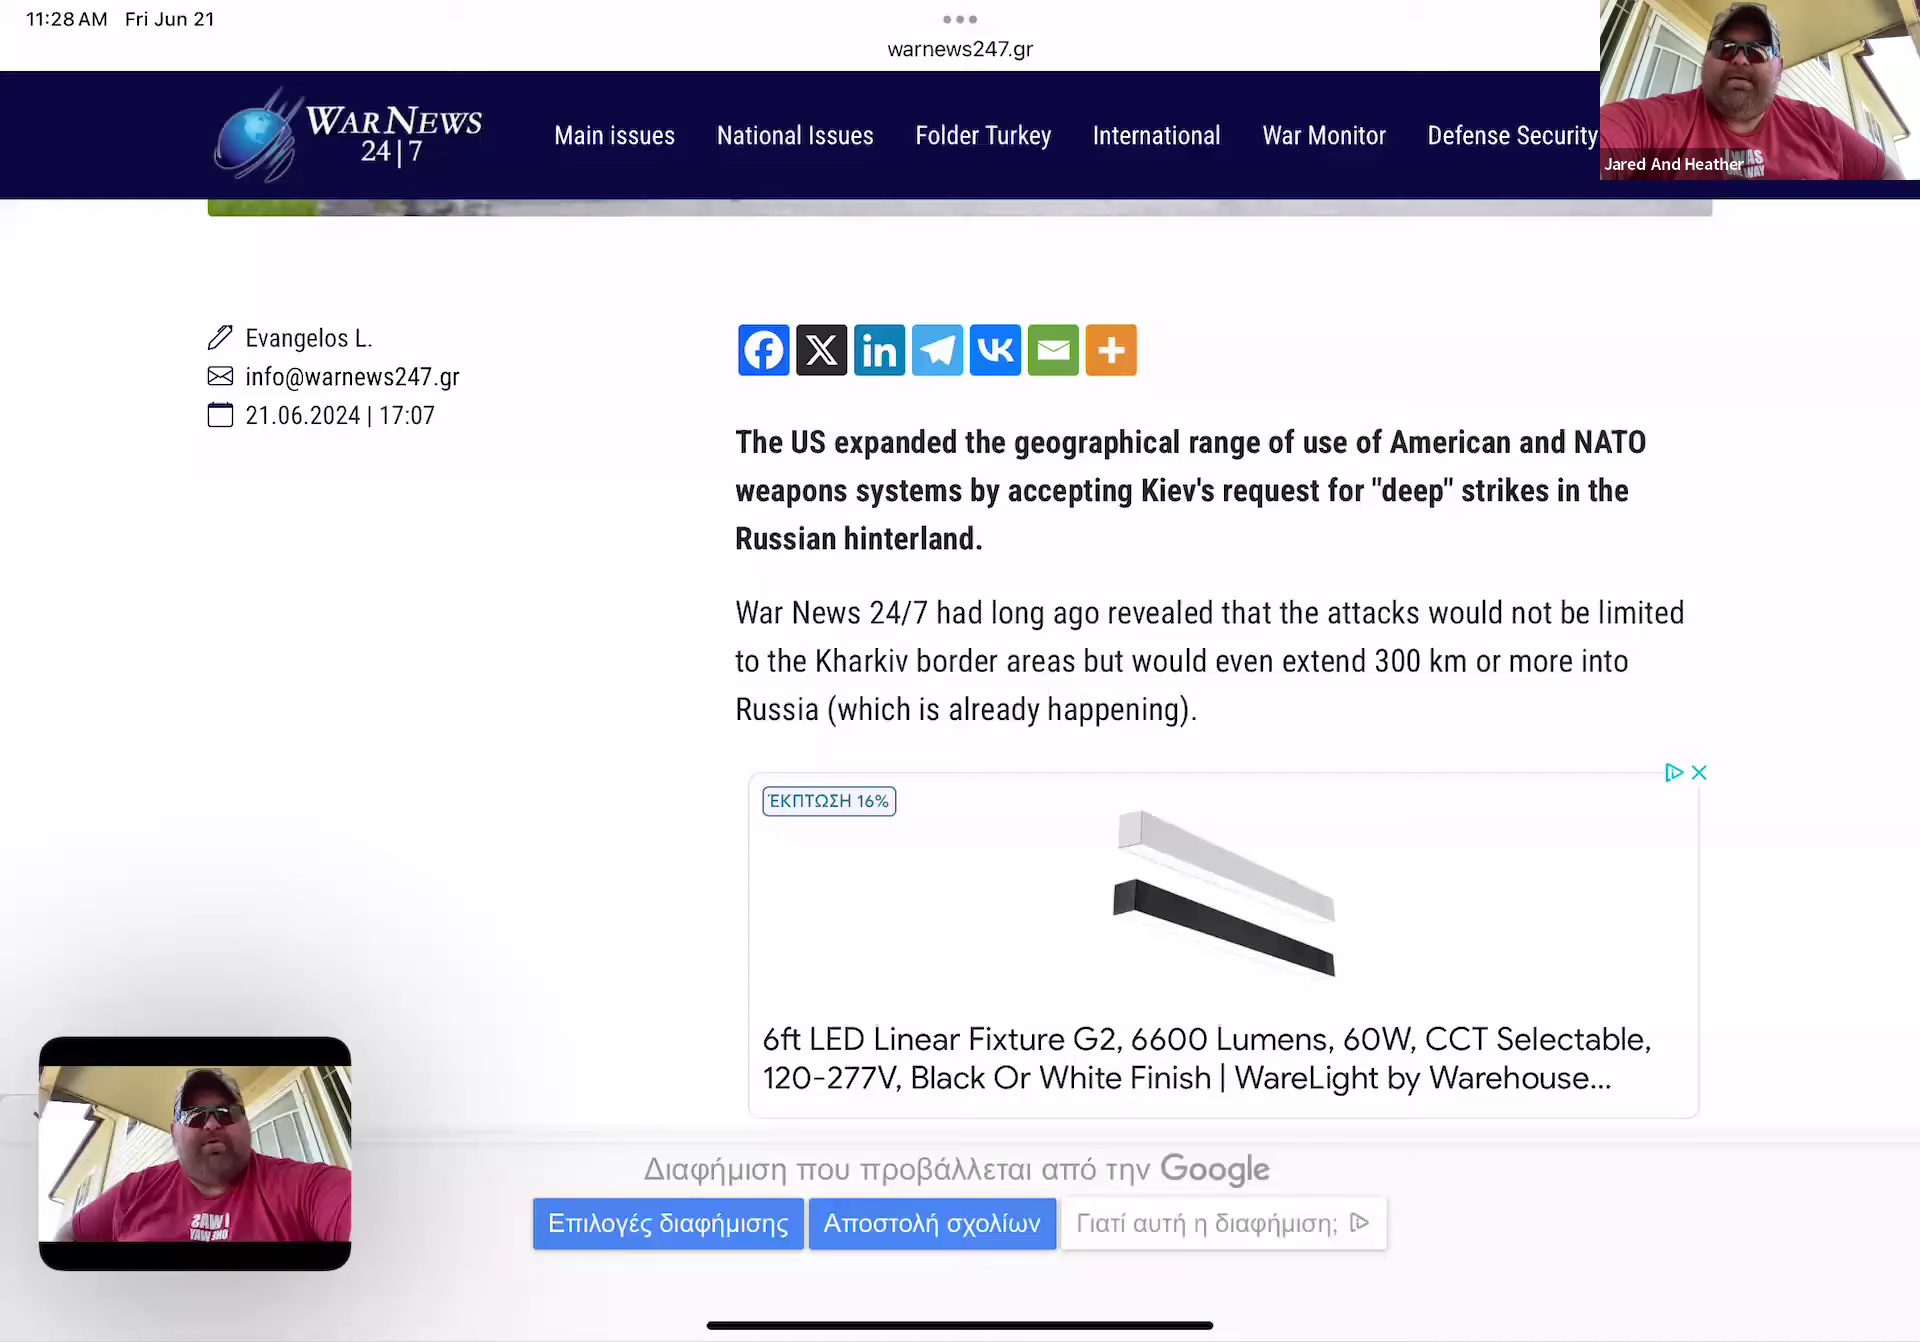 11:28 AM Fri Jun 21
warnews247.gr
WAR NEWS
24|7
Main issues
National Issues
Folder Turkey
International
War Monitor
Defense Security
I WAS
Jared And Heather
Evangelos L.
info@warnews247.gr
21.06.2024 | 17:07
The US expanded the geographical range of use of American and NATO
weapons systems by accepting Kiev's request for "deep" strikes in the
Russian hinterland.
War News 24/7 had long ago revealed that the attacks would not be limited
to the Kharkiv border areas but would even extend 300 km or more into
Russia (which is already happening).
ΈΚΠΤΩΣΗ 16%
6ft LED Linear Fixture G2, 6600 Lumens, 60W, CCT Selectable,
120-277V, Black Or White Finish | WareLight by Warehouse...
Διαφήμιση που προβάλλεται από την Google
Επιλογές διαφήμισης
Αποστολή σχολίων
Γιατί αυτή η διαφήμιση;
I WAS
ONE WAY